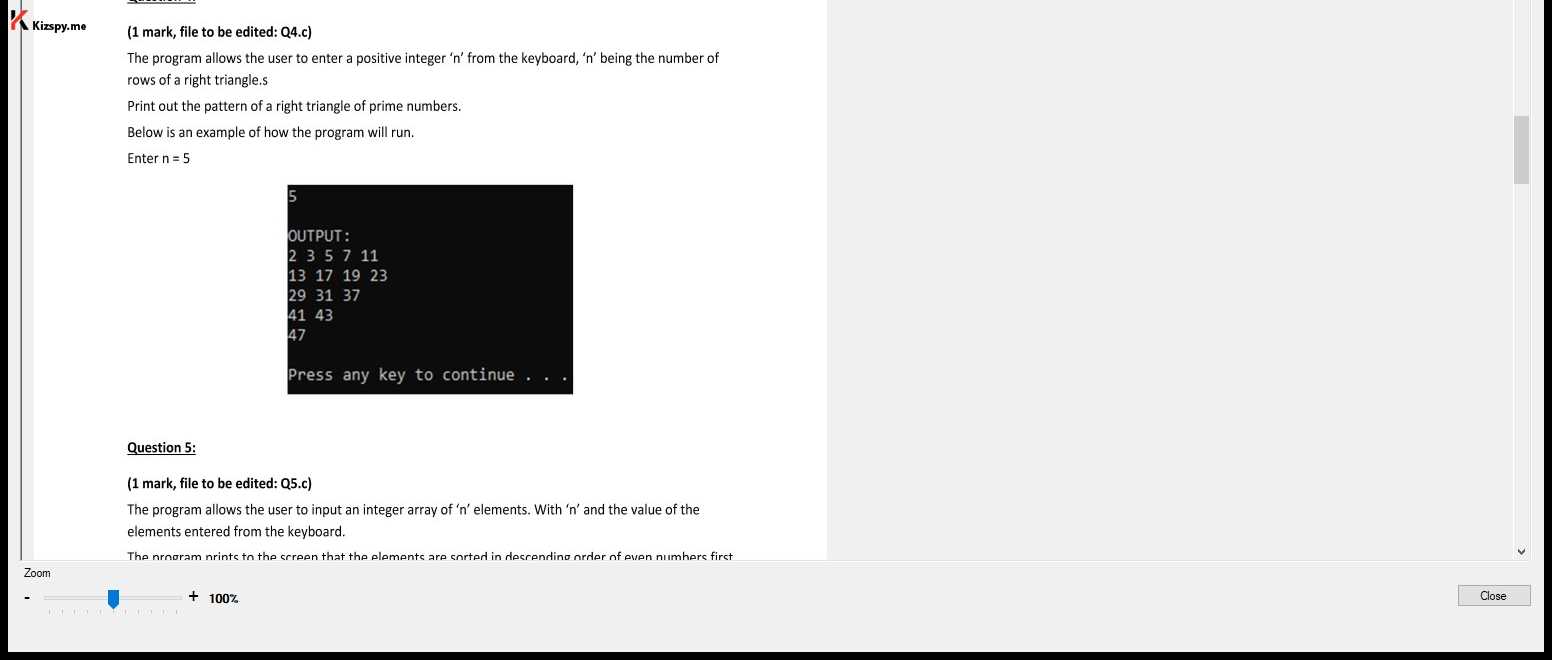 Kizspy.me
(1 mark, file to be edited: Q4.c)
The program allows the user to enter a positive integer ‘n’ from the keyboard, ‘n’ being the number of
rows of a right triangle.s
Print out the pattern of a right triangle of prime numbers.
Below is an example of how the program will run.
Enter n = 5
5
OUTPUT:
2 3 5 7 11
13 17 19 23
29 31 37
41 43
47
Press any key to continue . . .
Question 5:
(1 mark, file to be edited: Q5.c)
The program allows the user to input an integer array of ‘n’ elements. With ‘n’ and the value of the
elements entered from the keyboard.
The program prints to the screen that the elements are sorted in descending order of even numbers first
Zoom
- + 100%
Close